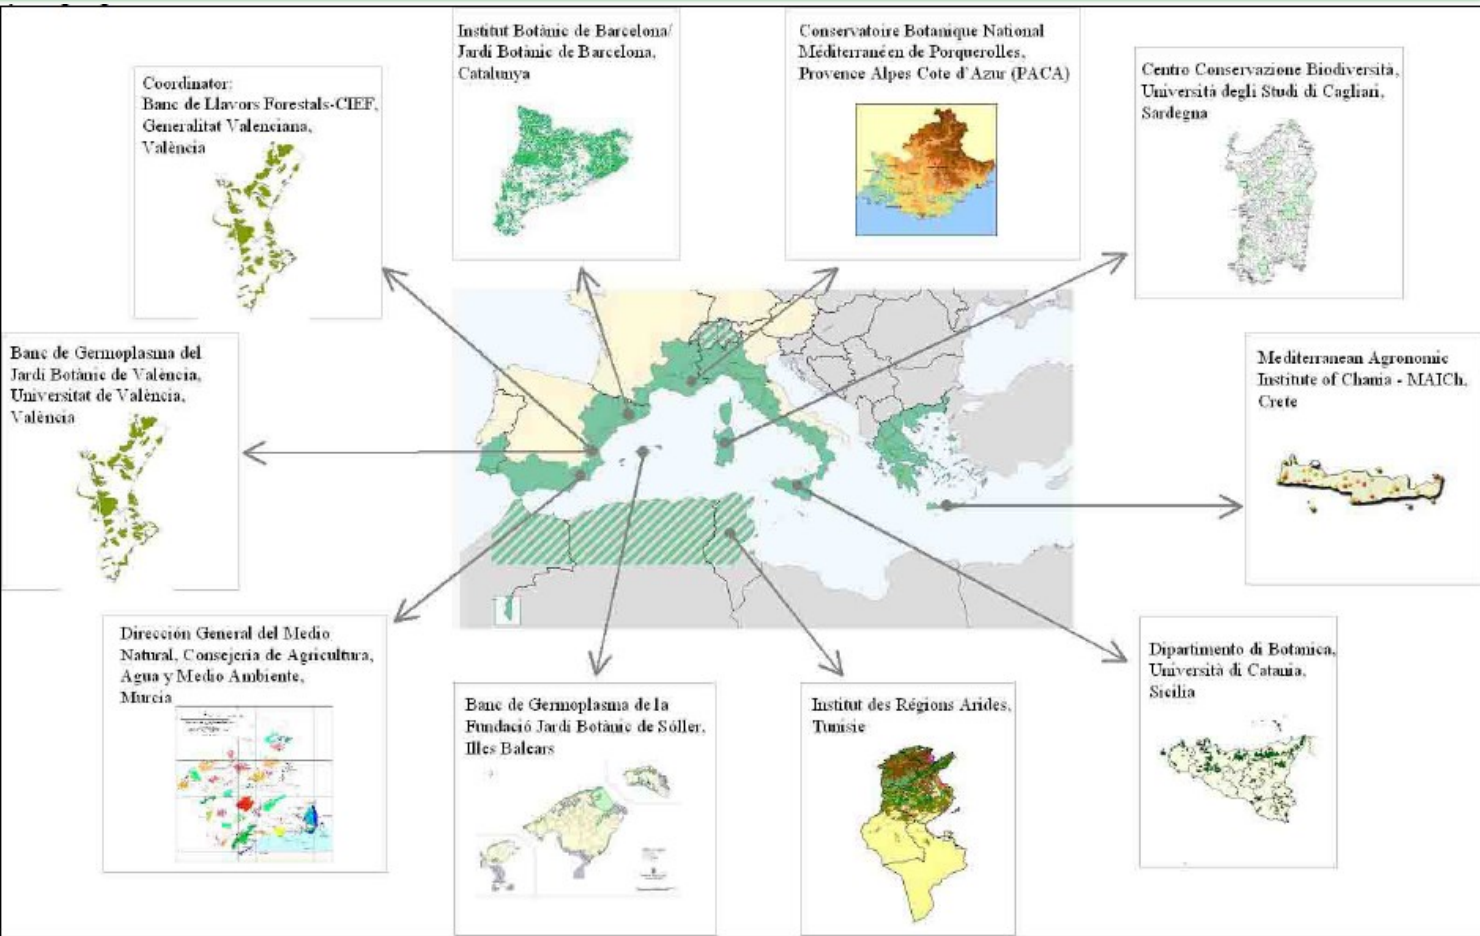 Institut Botànic de Barcelona/
Jardí Botànic de Barcelona,
Catalunya
Conservatoire Botanique National
Méditerranéen de Porquerolles,
Provence Alpes Cote d'Azur (PACA)
Centro Conservazione Biodiversità,
Università degli Studi di Cagliari,
Sardegna
Coordinator:
Banc de Llavors Forestals-CIEF,
Generalitat Valenciana,
València
Banc de Germoplasma del
Jardí Botànic de València,
Universitat de València,
València
Mediterranean Agronomic
Institute of Chania - MAICh,
Crete
Dirección General del Medio
Natural, Consejeria de Agricultura,
Agua y Medio Ambiente,
Murcia
Banc de Germoplasma de la
Fundació Jardí Botànic de Sóller,
Illes Balears
Institut des Régions Arides,
Tunisie
Dipartimento di Botanica,
Università di Catania,
Sicilia